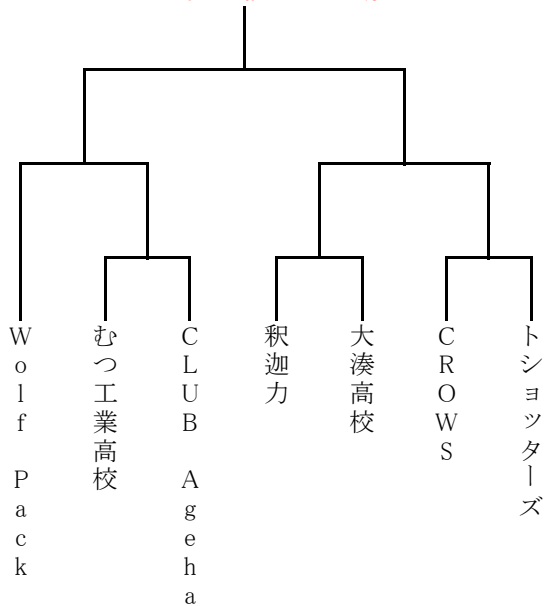 Wolf Pack
むつ工業高校
CLUB Ageha
釈迦力
大湊高校
CROWS
トショッターズ